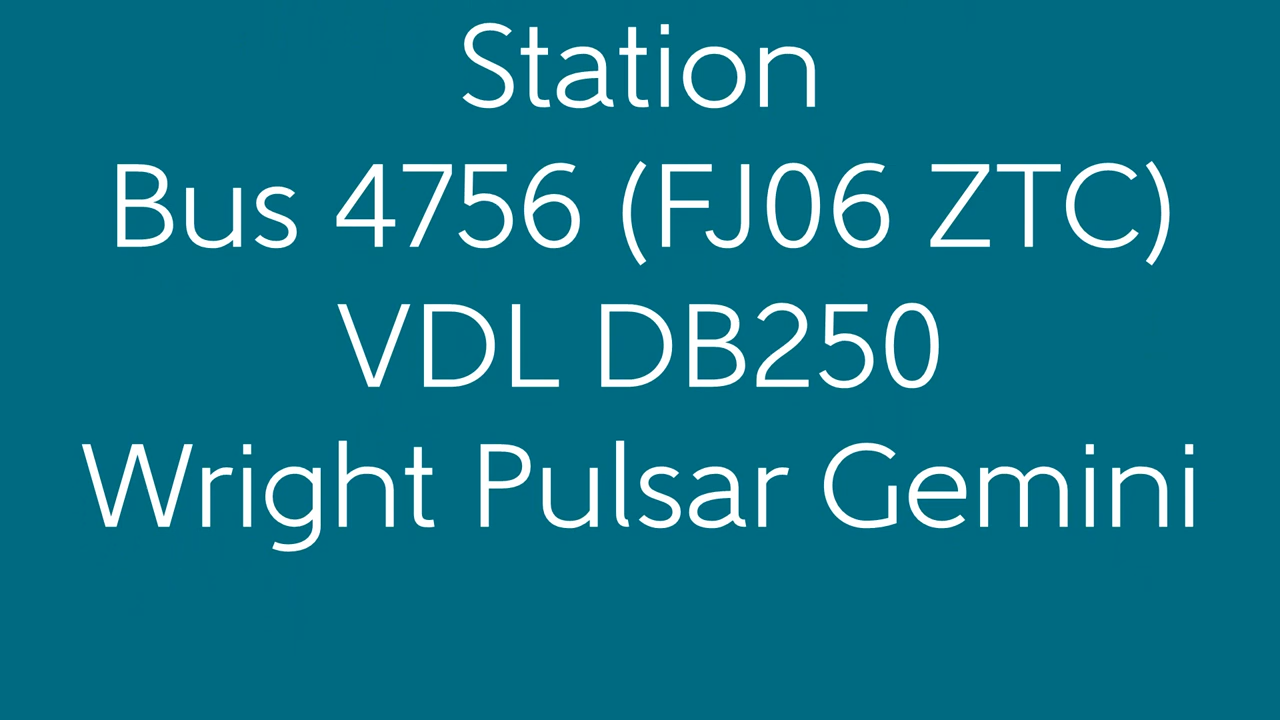 Station
Bus 4756 (FJ06 ZTC)
VDL DB250
Wright Pulsar Gemini